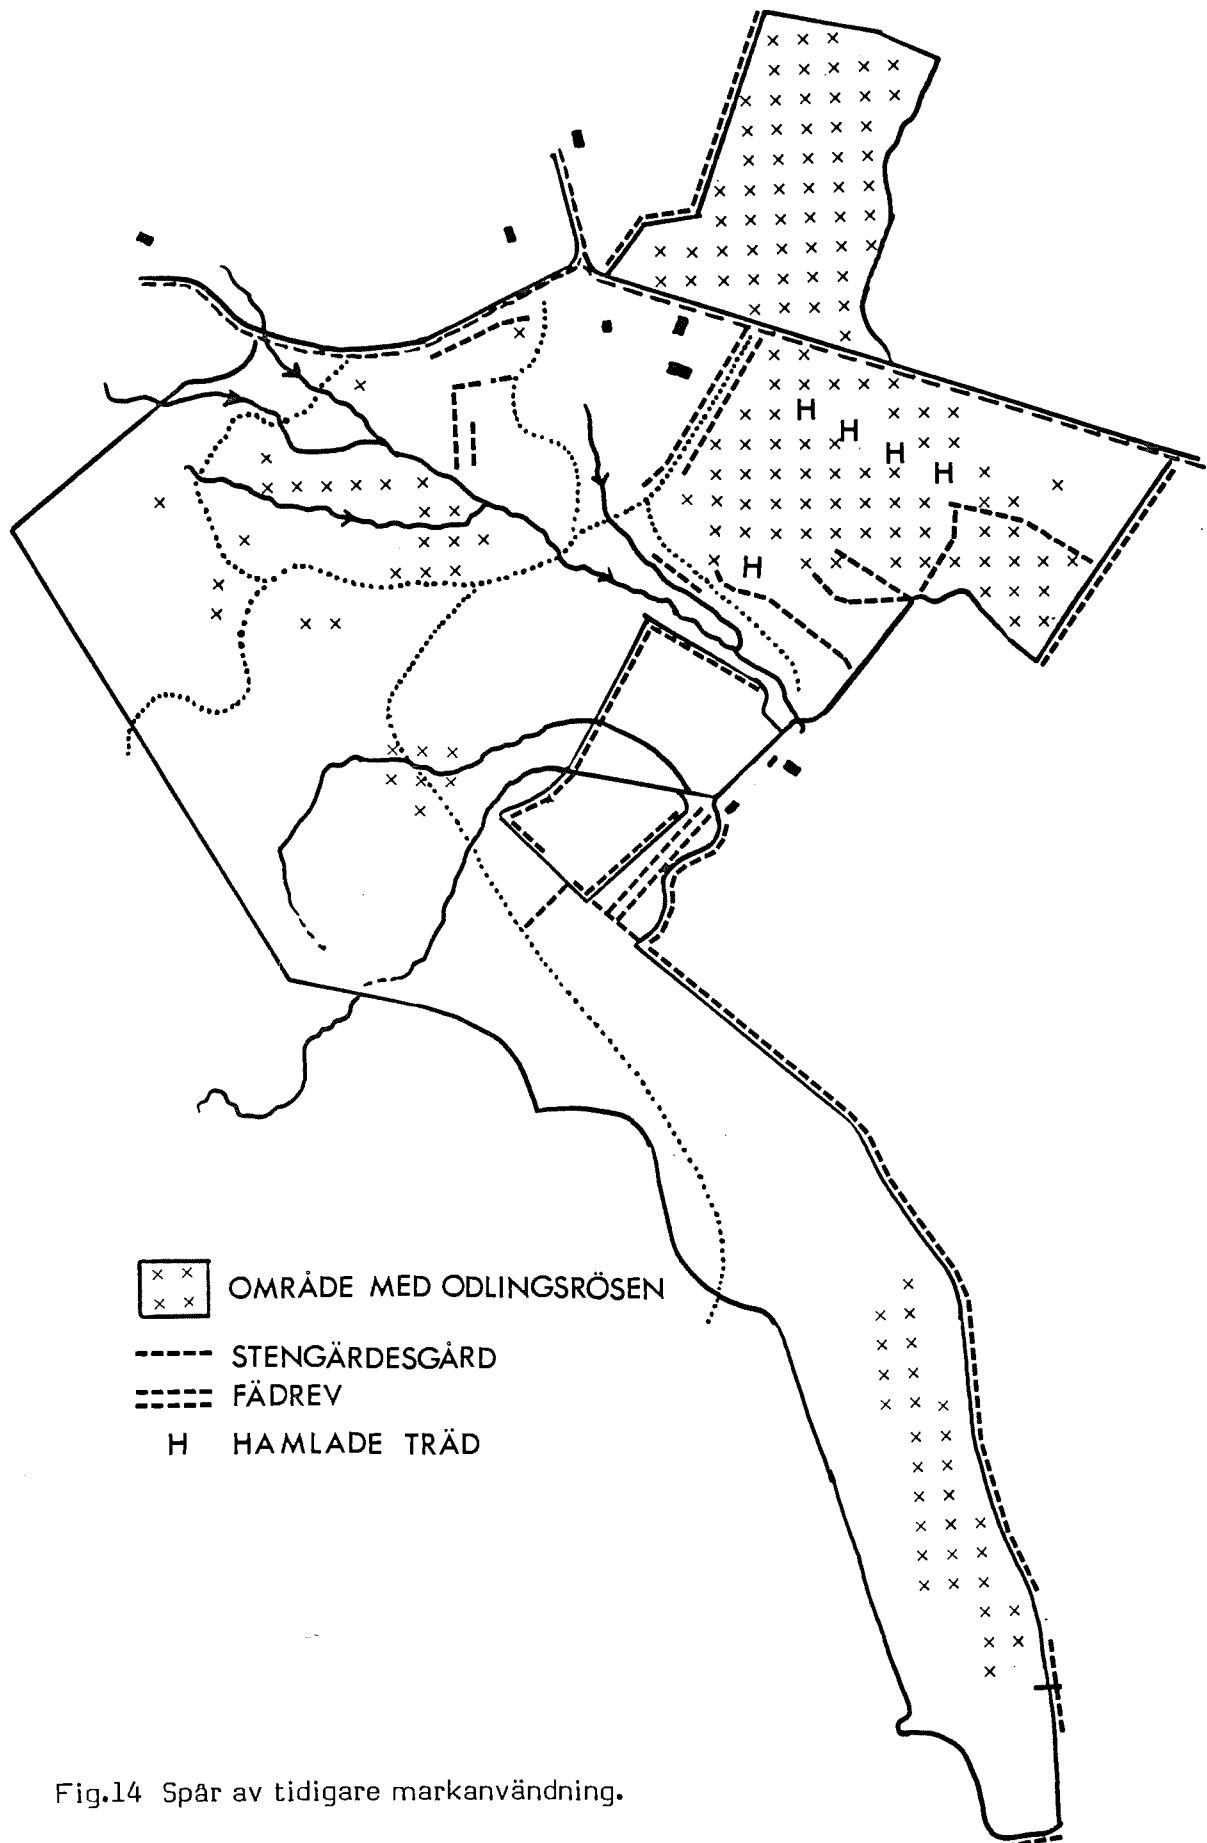 H
H
H
H
H
OMRÅDE MED ODLINGSRÖSEN
STENGÄRDESGÅRD
FÄDREV
H HAMLADE TRÄD
Fig.14 Spår av tidigare markanvändning.